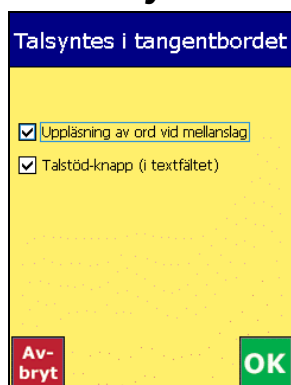 Talsyntes i tangentbordet
Uppläsning av ord vid mellanslag
Talstöd-knapp (i textfältet)
Av-
bryt
OK